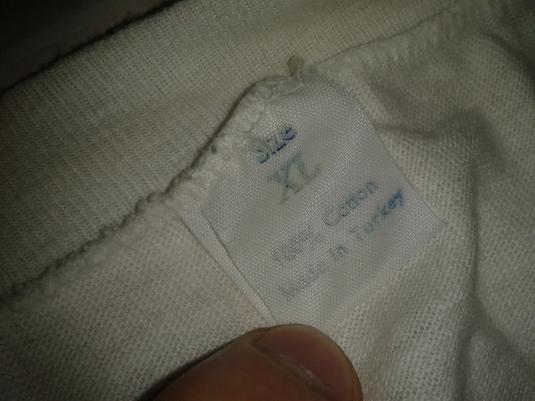 Size
XL
100% Cotton
Made In Turkey